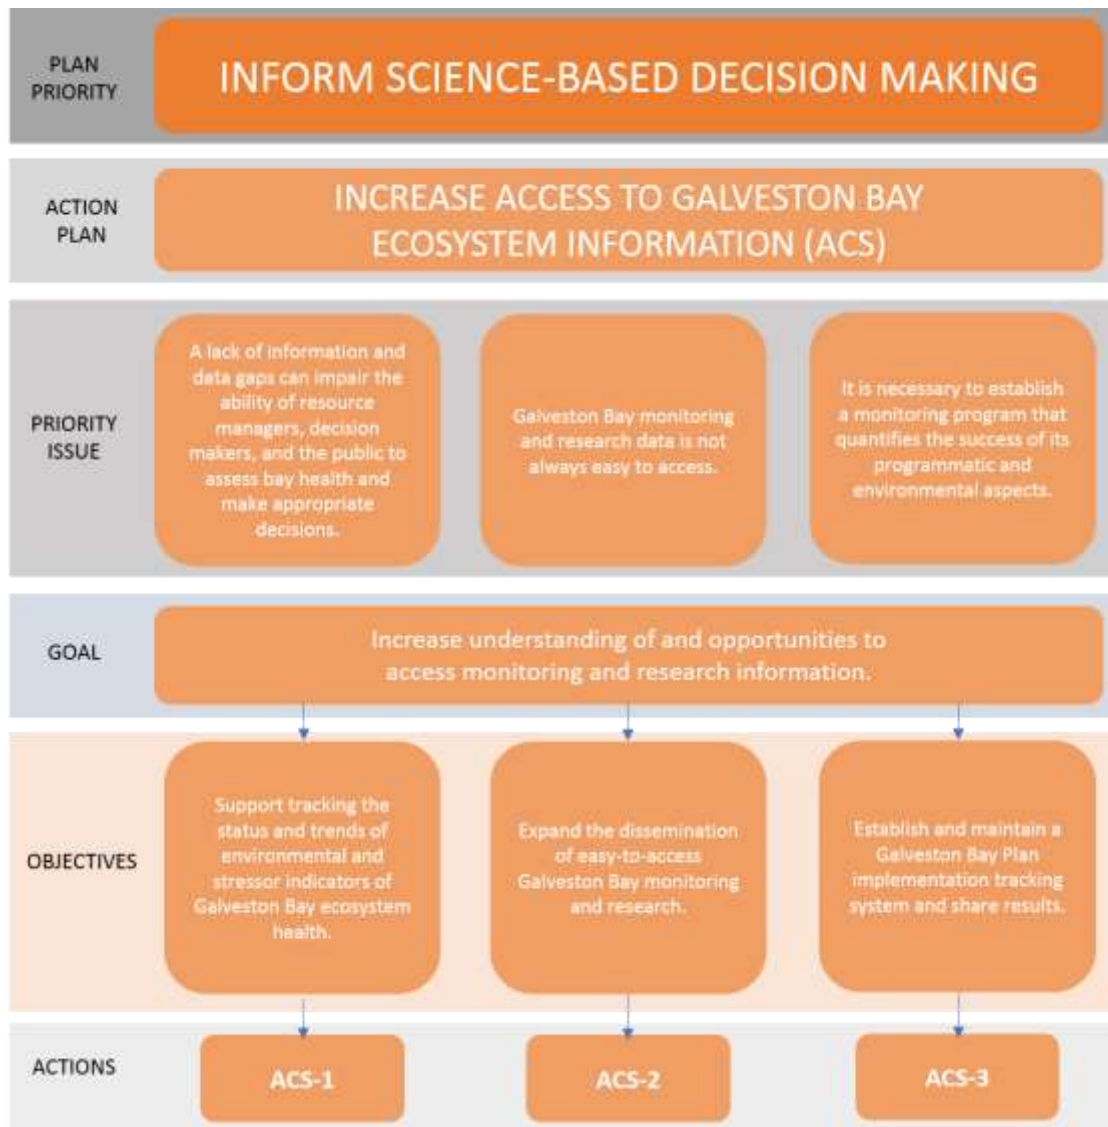 PLAN
PRIORITY
INFORM SCIENCE-BASED DECISION MAKING
ACTION
PLAN
INCREASE ACCESS TO GALVESTON BAY
ECOSYSTEM INFORMATION (ACS)
PRIORITY
ISSUE
A lack of information and
data gaps can impair the
ability of resource
managers, decision
makers, and the public to
assess bay health and
make appropriate
decisions.
Galveston Bay monitoring
and research data is not
always easy to access.
It is necessary to establish
a monitoring program that
quantifies the success of its
programmatic and
environmental aspects.
GOAL
Increase understanding of and opportunities to
access monitoring and research information.
OBJECTIVES
Support tracking the
status and trends of
environmental and
stressor indicators of
Galveston Bay ecosystem
health.
Expand the dissemination
of easy-to-access
Galveston Bay monitoring
and research.
Establish and maintain a
Galveston Bay Plan
implementation tracking
system and share results.
ACTIONS
ACS-1
ACS-2
ACS-3